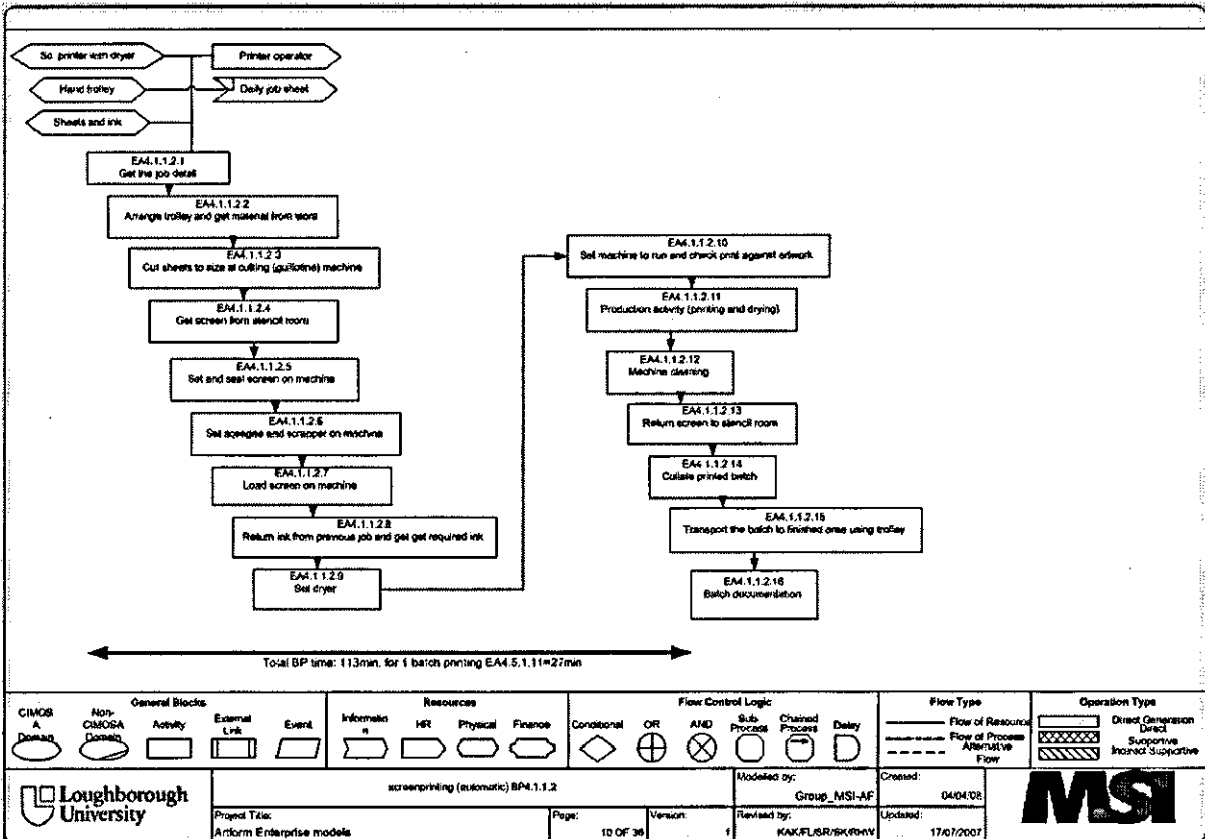 Sc. printer with dryer
Printer operator
Hand trolley
Daily job sheet
Sheets and ink
EA4.1.1.2.1
Get the job detail
EA4.1.1.2.2
Arrange trolley and get material from store
EA4.1.1.2.3
Cut sheets to size at cutting (guillotine) machine
EA4.1.1.2.4
Get screen from stencil room
EA4.1.1.2.5
Set and seal screen on machine
EA4.1.1.2.6
Set sqeegee and scrapper on machine
EA4.1.1.2.7
Load screen on machine
EA4.1.1.2.8
Return ink from previous job and get get required ink
EA4.1.1.2.9
Set dryer
EA4.1.1.2.10
Set machine to run and check print against artwork
EA4.1.1.2.11
Production activity (printing and drying)
EA4.1.1.2.12
Machine cleaning
EA4.1.1.2.13
Return screen to stencil room
EA4.1.1.2.14
Collate printed batch
EA4.1.1.2.15
Transport the batch to finished area using trolley
EA4.1.1.2.16
Batch documentation
Total BP time: 113min, for 1 batch printing EA4.5.1.11=27min
General Blocks
CIMOS
A
Domain
Non-
CIMOSA
Domain
Activity
External
Link
Event
Resources
Informatio
n
HR
Physical
Finance
Flow Control Logic
Conditional
OR
AND
Sub
Process
Chained
Process
Delay
Flow Type
Flow of Resource
Flow of Process
Alternative
Flow
Operation Type
Direct Generation
Direct
Supportive
Indirect Supportive
Loughborough
University
screenprinting (automatic) BP4.1.1.2
Modelled by:
Group_MSI-AF
Created:
04/04/08
Project Title:
Artform Enterprise models
Page:
10 OF 36
Version:
1
Revised by:
KAK/FL/SR/SK/RHW
Updated:
17/07/2007
MSI